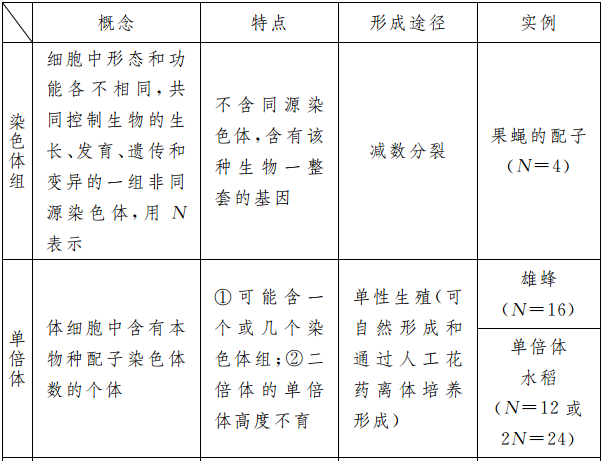 概念
特点
形成途径
实例
染色体组
细胞中形态和功
能各不相同,共
同控制生物的生
长、发育、遗传和
变异的一组非同
源染色体,用 N
表示
不含同源染
色体,含有该
种生物一整
套的基因
减数分裂
果蝇的配子
(N=4)
单倍体
体细胞中含有本
物种配子染色体
数的个体
①可能含一
个或几个染
色体组;②二
倍体的单倍
体高度不育
单性生殖(可
自然形成和
通过人工花
药离体培养
形成)
雄蜂
(N=16)
单倍体
水稻
(N=12 或
2N=24)